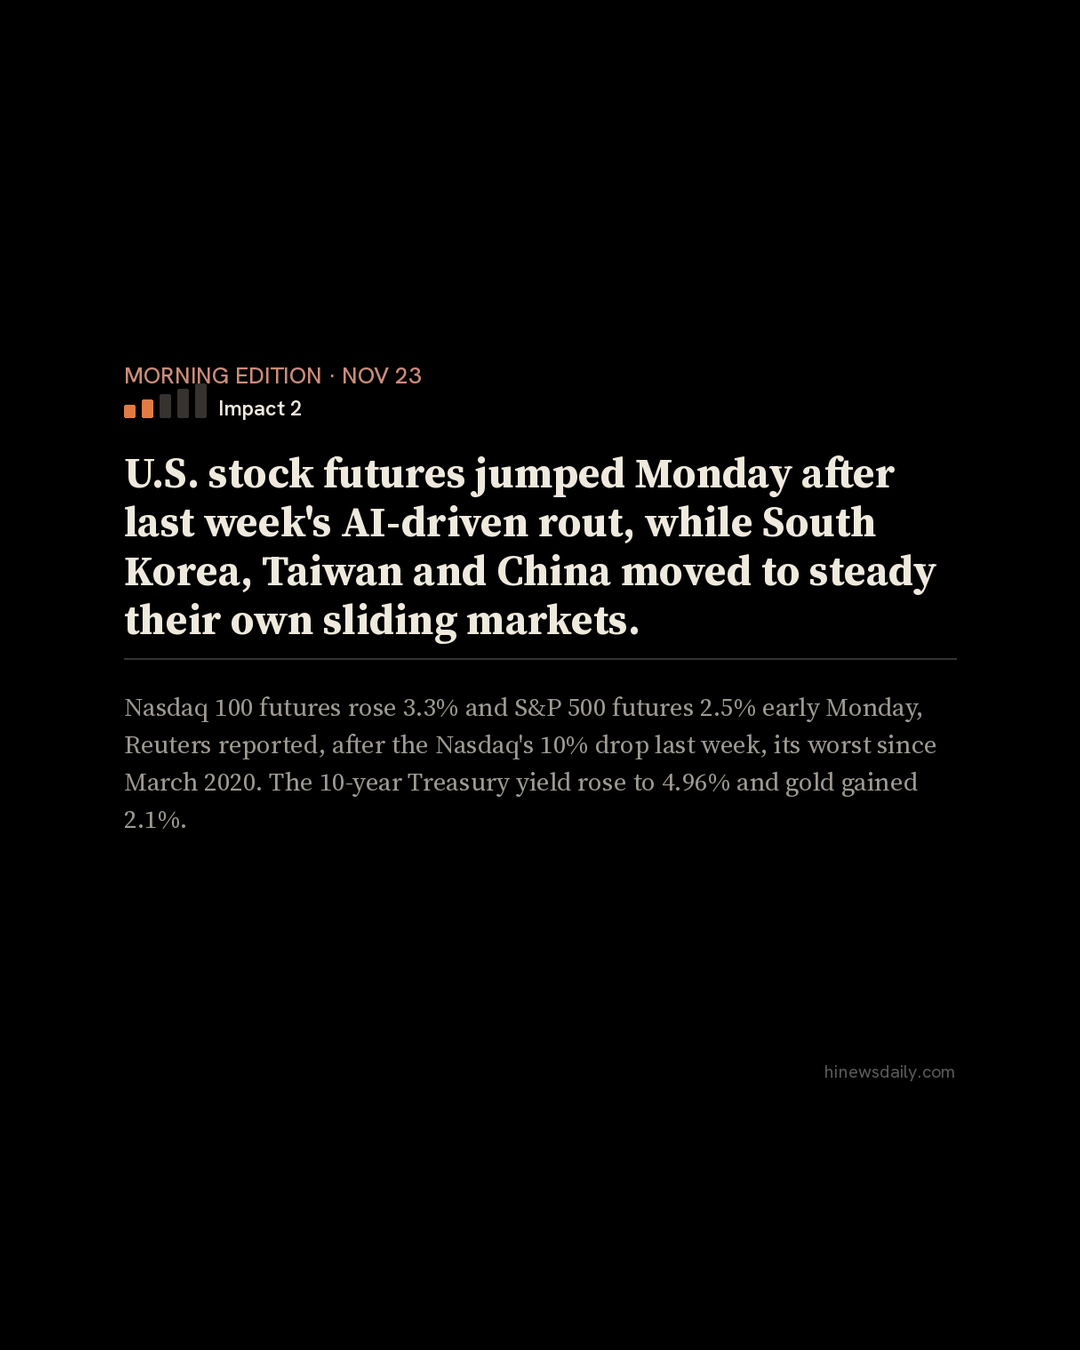 MORNING EDITION · NOV 23
Impact 2
U.S. stock futures jumped Monday after
last week's AI-driven rout, while South
Korea, Taiwan and China moved to steady
their own sliding markets.
Nasdaq 100 futures rose 3.3% and S&P 500 futures 2.5% early Monday,
Reuters reported, after the Nasdaq's 10% drop last week, its worst since
March 2020. The 10-year Treasury yield rose to 4.96% and gold gained
2.1%.
hinewsdaily.com